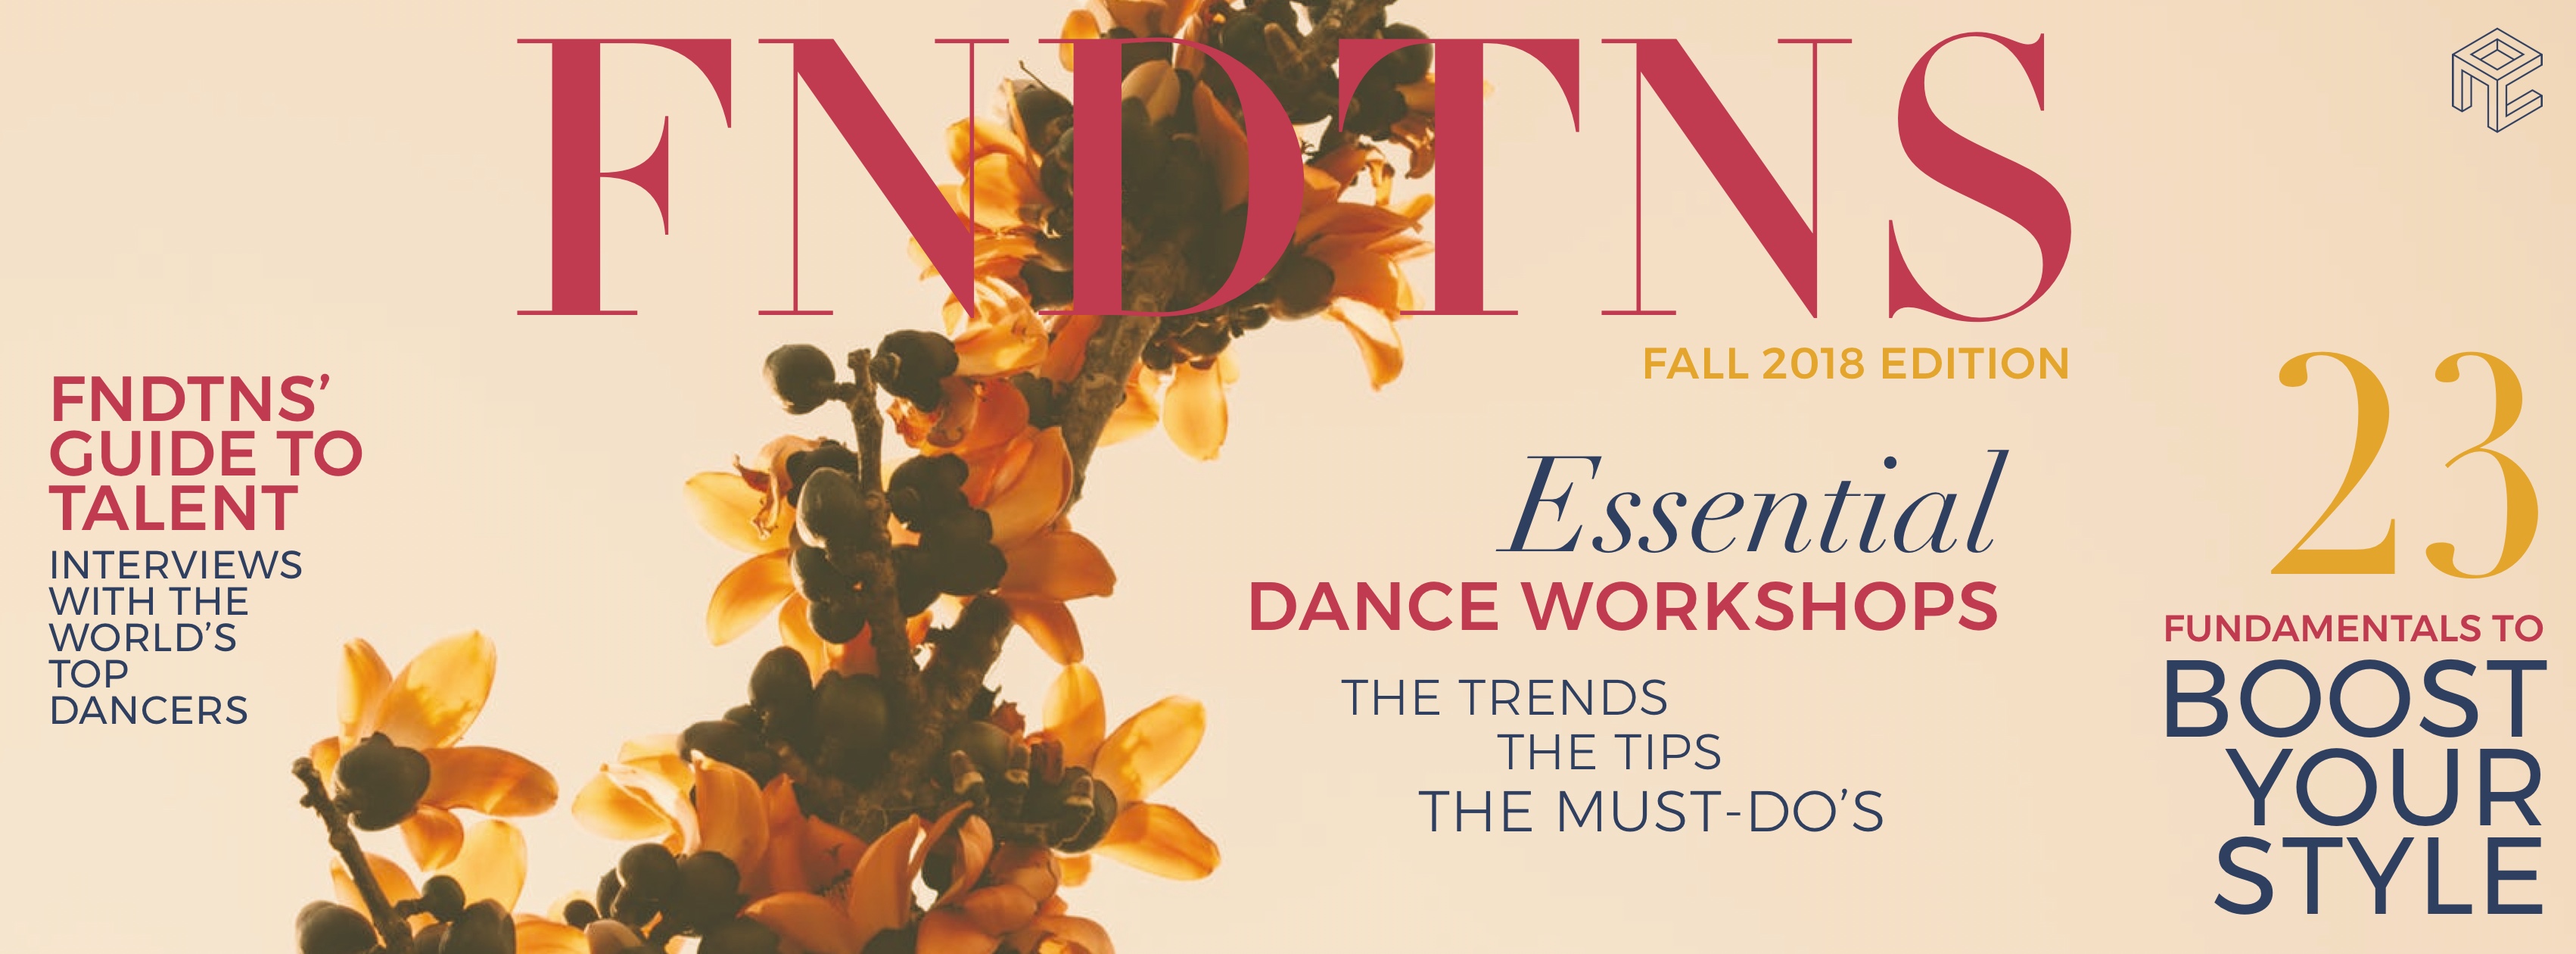 FNDTNS
FALL 2018 EDITION
FNDTNS’
GUIDE TO
TALENT
INTERVIEWS
WITH THE
WORLD’S
TOP
DANCERS
Essential
DANCE WORKSHOPS
THE TRENDS
THE TIPS
THE MUST-DO’S
23
FUNDAMENTALS TO
BOOST
YOUR
STYLE